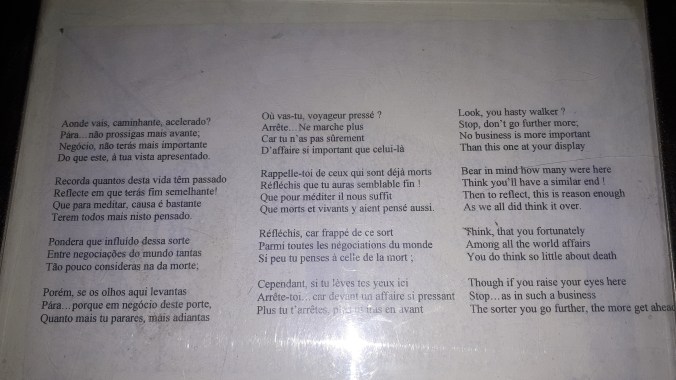 Aonde vais, caminhante, acelerado?
Pára...não prossigas mais avante;
Negócio, não terás mais importante
Do que este, à tua vista apresentado.
Recorda quantos desta vida têm passado
Reflecte em que terás fim semelhante!
Que para meditar, causa é bastante
Terem todos mais nisto pensado.
Pondera que influido dessa sorte
Entre negociações do mundo tantas
Tão pouco consideras na da morte;
Porém, se os olhos aqui levantas
Pára...porque em negócio deste porte,
Quanto mais tu parares, mais adiantas
Où vas-tu, voyageur pressé ?
Arrête...Ne marche plus
Car tu n'as pas sûrement
D'affaire si important que celui-là
Rappelle-toi de ceux qui sont déjà morts
Réfléchis que tu auras semblable fin !
Que pour méditer il nous suffit
Que morts et vivants y aient pensé aussi.
Réfléchis, car frappé de ce sort
Parmi toutes les négociations du monde
Si peu tu penses à celle de la mort ;
Cependant, si tu lèves tes yeux ici
Arrête-toi...car devant un affaire si pressant
Plus tu t'arrêtes, plus en avant
Look, you hasty walker ?
Stop, don't go further more;
No business is more important
Than this one at your display
Bear in mind how many were here
Think you'll have a similar end !
Then to reflect, this is reason enough
As we all did think it over.
Think, that you fortunately
Among all the world affairs
You do think so little about death
Though if you raise your eyes here
Stop...as in such a business
The sorter you go further, the more get ahead